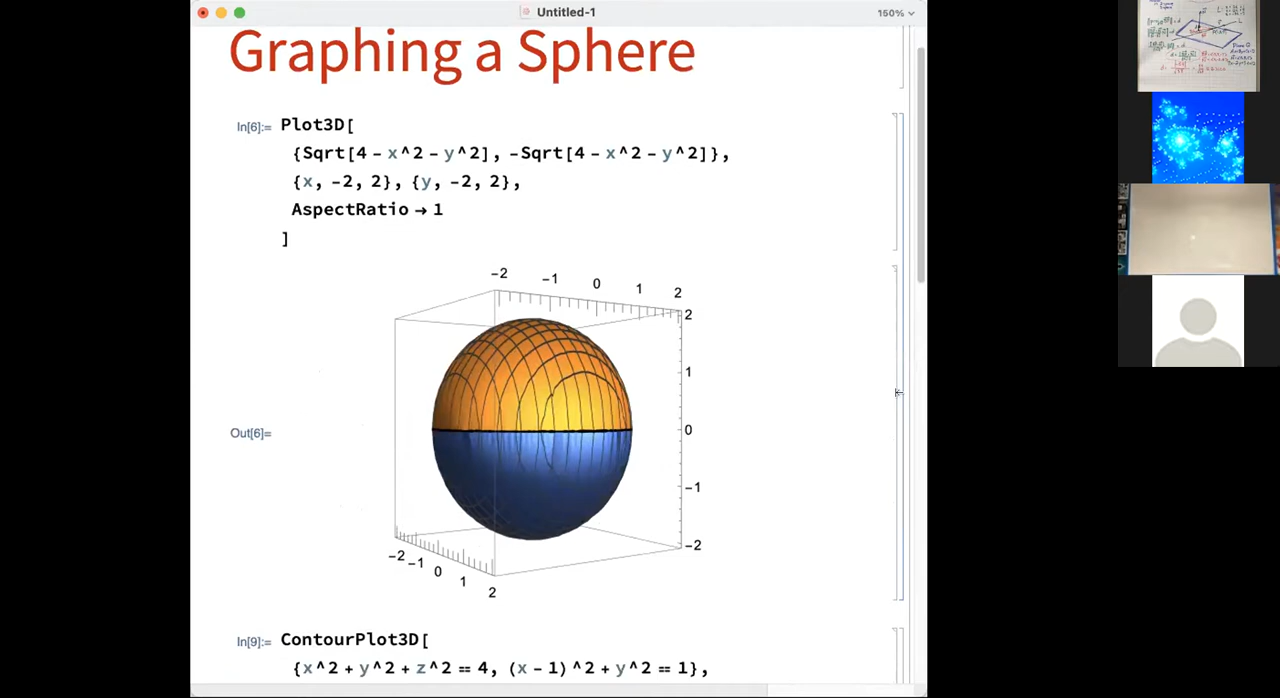 Untitled-1
150%
Graphing a Sphere
In[6]:= Plot3D[
{Sqrt[4 - x^2 - y^2], -Sqrt[4 - x^2 - y^2]},
{x, -2, 2}, {y, -2, 2},
AspectRatio → 1
]
-2 -1 0 1 2
2
1
0
-1
-2
Out[6]=
-2 -1 0 1 2
In[9]:= ContourPlot3D[
{x^2 + y^2 + z^2 == 4, (x - 1)^2 + y^2 == 1},